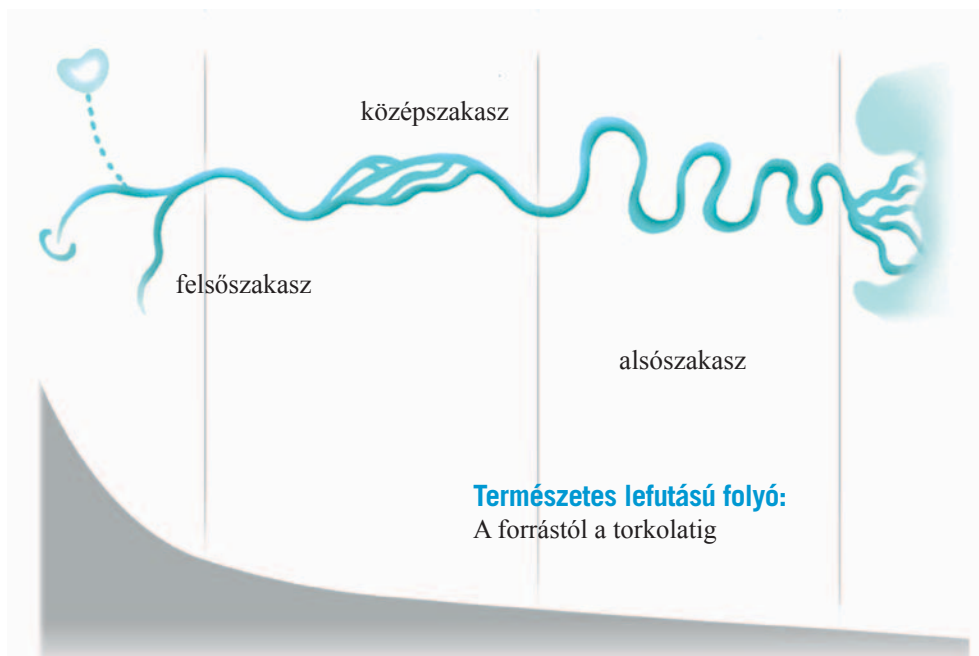 középszakasz
felsőszakasz
alsószakasz
Természetes lefutású folyó:
A forrástól a torkolatig